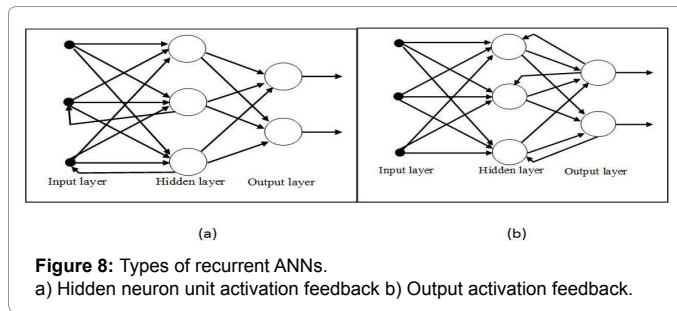 Input layer Hidden layer Output layer
Input layer Hidden layer Output layer
(a) (b)
Figure 8: Types of recurrent ANNs.
a) Hidden neuron unit activation feedback b) Output activation feedback.